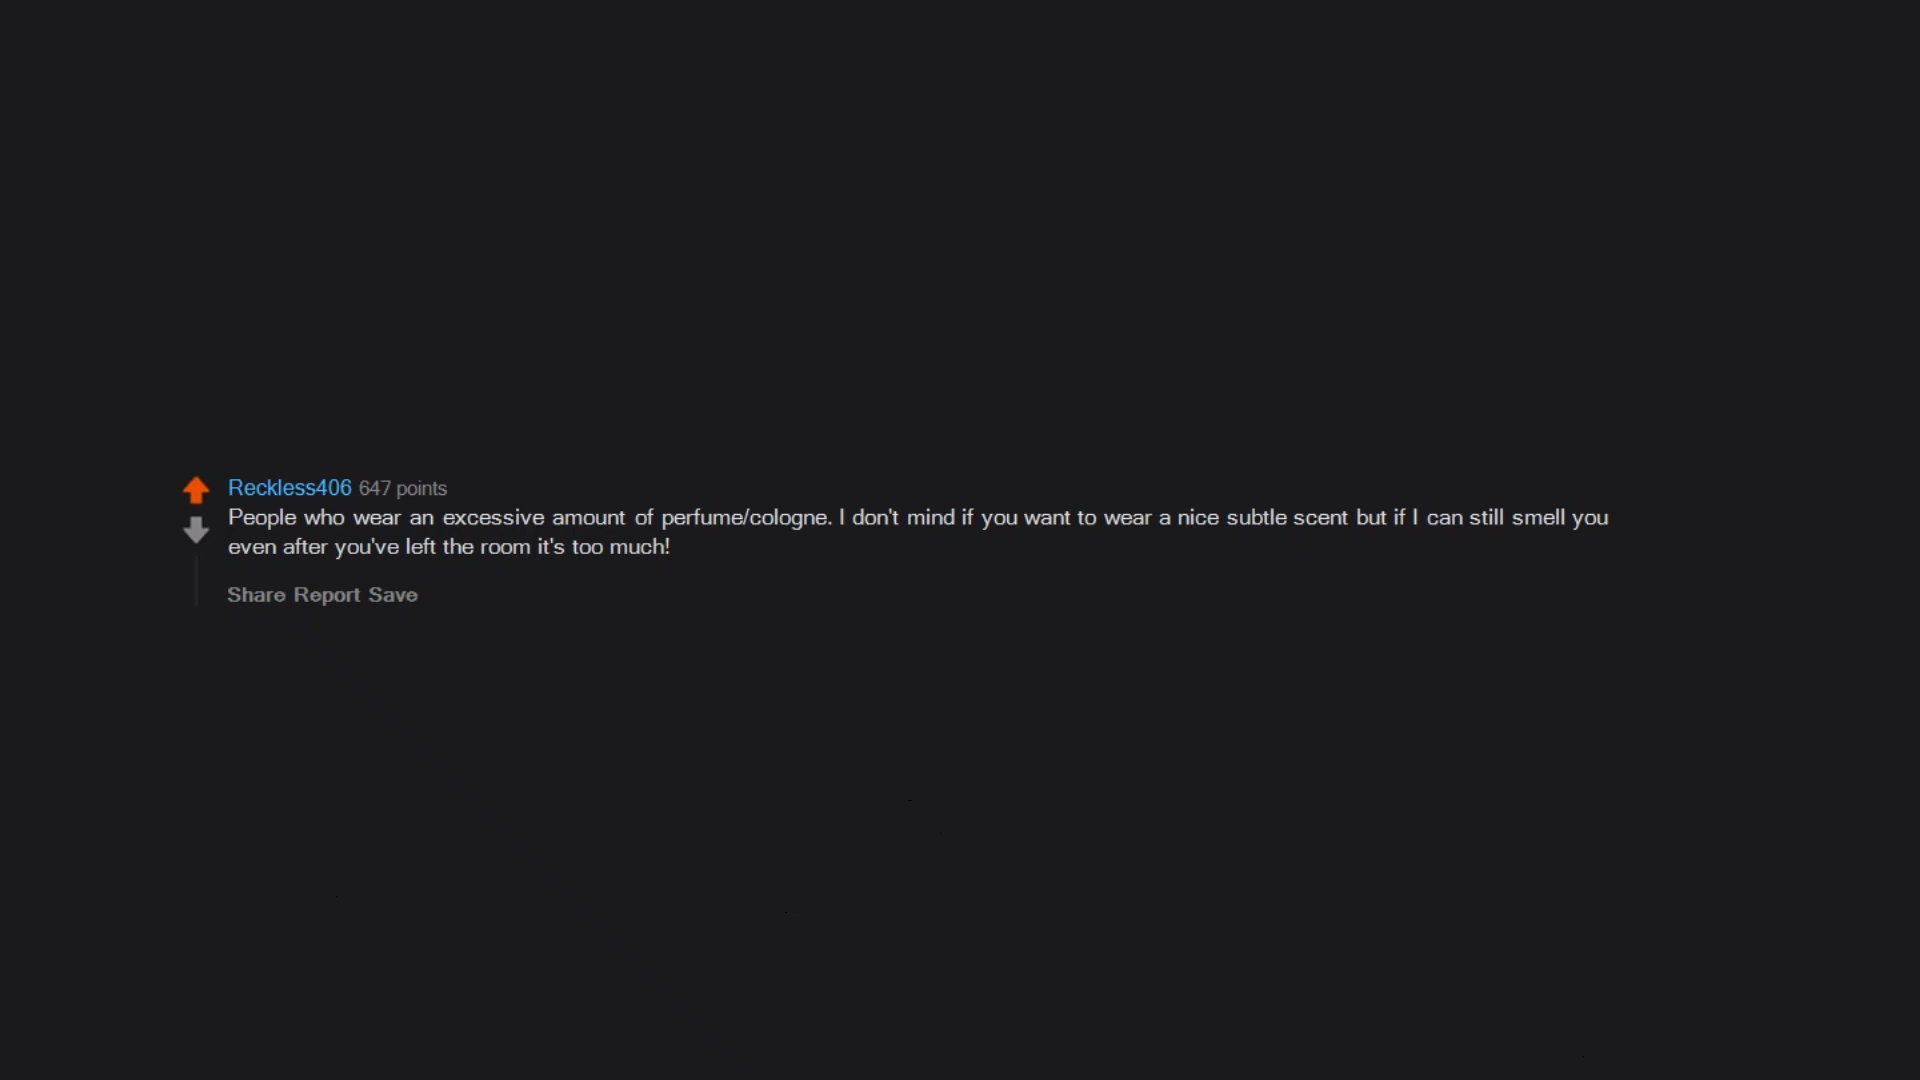 Reckless406 647 points
People who wear an excessive amount of perfume/cologne. I don't mind if you want to wear a nice subtle scent but if I can still smell you
even after you've left the room it's too much!
Share Report Save